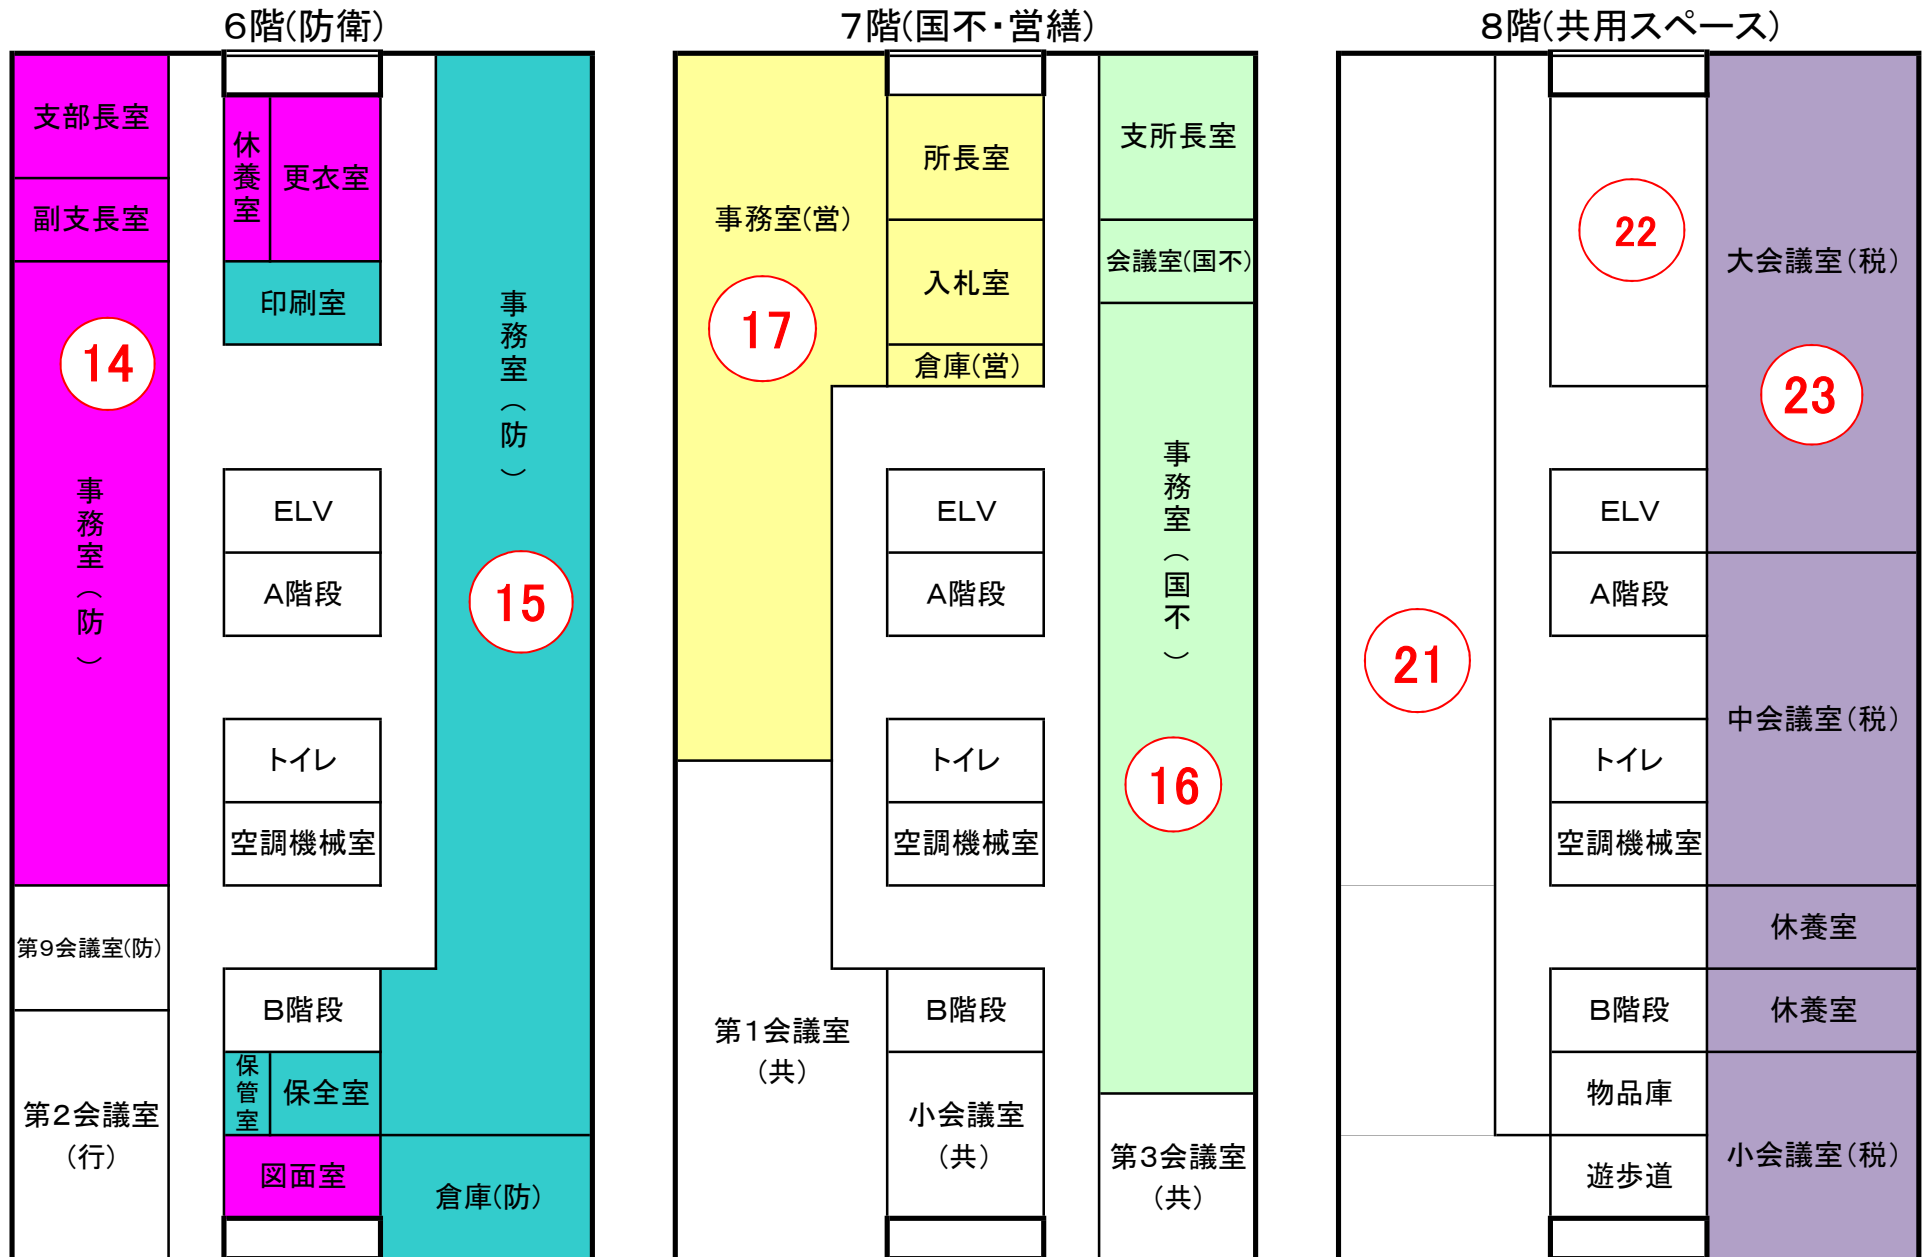 6階(防衛)
支部長室
副支長室
14
事務室(防)
第9会議室(防)
第2会議室
(行)
休養室
更衣室
印刷室
ELV
A階段
トイレ
空調機械室
B階段
保管室
保全室
図面室
事務室(防)
15
倉庫(防)
7階(国不・営繕)
事務室(営)
17
第1会議室
(共)
所長室
入札室
倉庫(営)
ELV
A階段
トイレ
空調機械室
B階段
小会議室
(共)
支所長室
会議室(国不)
事務室(国不)
16
第3会議室
(共)
8階(共用スペース)
21
22
ELV
A階段
トイレ
空調機械室
B階段
物品庫
遊歩道
大会議室(税)
23
中会議室(税)
休養室
休養室
小会議室(税)